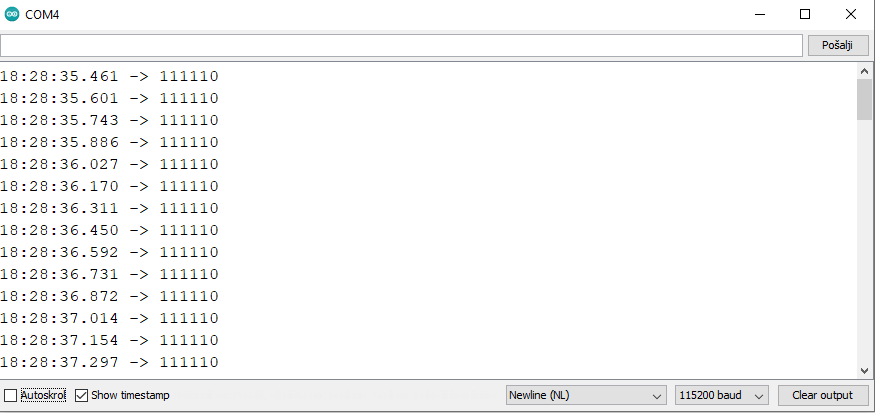 COM4
Pošalji
18:28:35.461 -> 111110
18:28:35.601 -> 111110
18:28:35.743 -> 111110
18:28:35.886 -> 111110
18:28:36.027 -> 111110
18:28:36.170 -> 111110
18:28:36.311 -> 111110
18:28:36.450 -> 111110
18:28:36.592 -> 111110
18:28:36.731 -> 111110
18:28:36.872 -> 111110
18:28:37.014 -> 111110
18:28:37.154 -> 111110
18:28:37.297 -> 111110
Autoskrol Show timestamp Newline (NL) 115200 baud Clear output